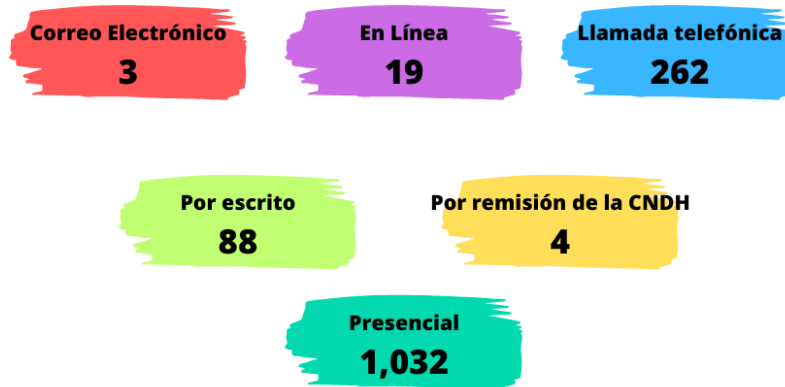 Correo Electrónico
3
En Línea
19
Llamada telefónica
262
Por escrito
88
Por remisión de la CNDH
4
Presencial
1,032